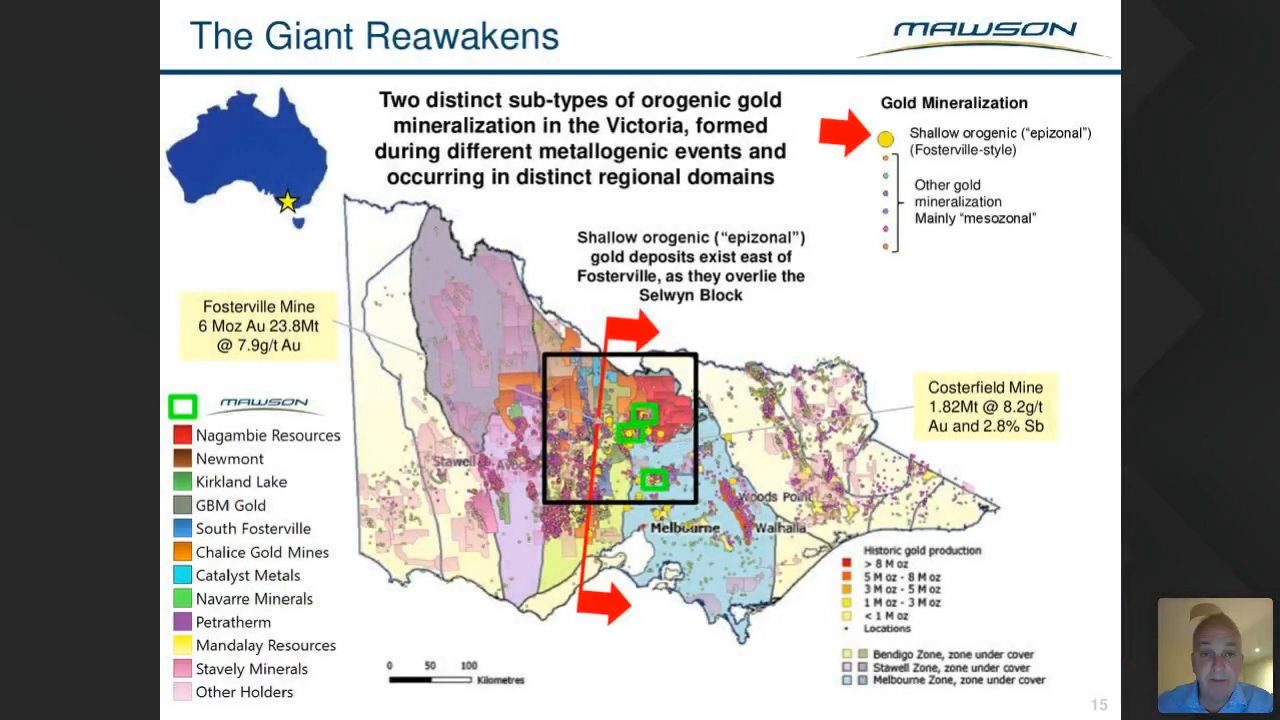 The Giant Reawakens
MAWSON
Two distinct sub-types of orogenic gold
mineralization in the Victoria, formed
during different metallogenic events and
occurring in distinct regional domains
Gold Mineralization
Shallow orogenic (“epizonal”)
(Fosterville-style)
Other gold
mineralization
Mainly “mesozonal”
Shallow orogenic (“epizonal”)
gold deposits exist east of
Fosterville, as they overlie the
Selwyn Block
Fosterville Mine
6 Moz Au 23.8Mt
@ 7.9g/t Au
Costerfield Mine
1.82Mt @ 8.2g/t
Au and 2.8% Sb
MAWSON
Nagambie Resources
Newmont
Kirkland Lake
GBM Gold
South Fosterville
Chalice Gold Mines
Catalyst Metals
Navarre Minerals
Petratherm
Mandalay Resources
Stavely Minerals
Other Holders
Stawell
Woods Point
Melbourne
Walhalla
Historic gold production
> 8 M oz
5 M oz - 8 M oz
3 M oz - 5 M oz
1 M oz - 3 M oz
< 1 M oz
Locations
Bendigo Zone, zone under cover
Stawell Zone, zone under cover
Melbourne Zone, zone under cover
0 50 100
Kilometres
15